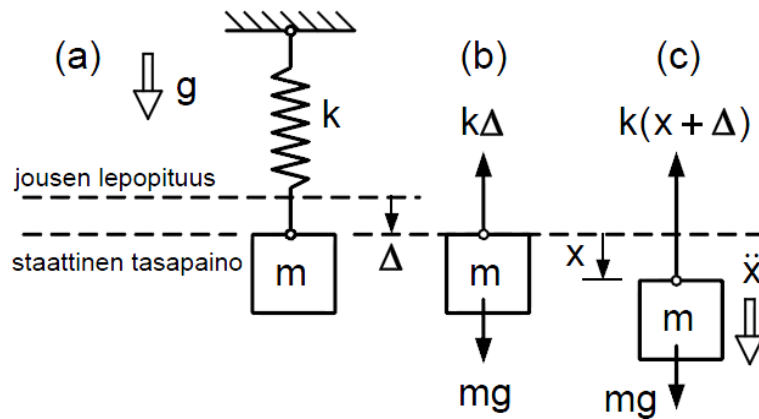 (a)
g
k
jousen lepopituus
staattinen tasapaino
m
Δ
(b)
kΔ
m
mg
(c)
k(x + Δ)
x
m
ẍ
mg